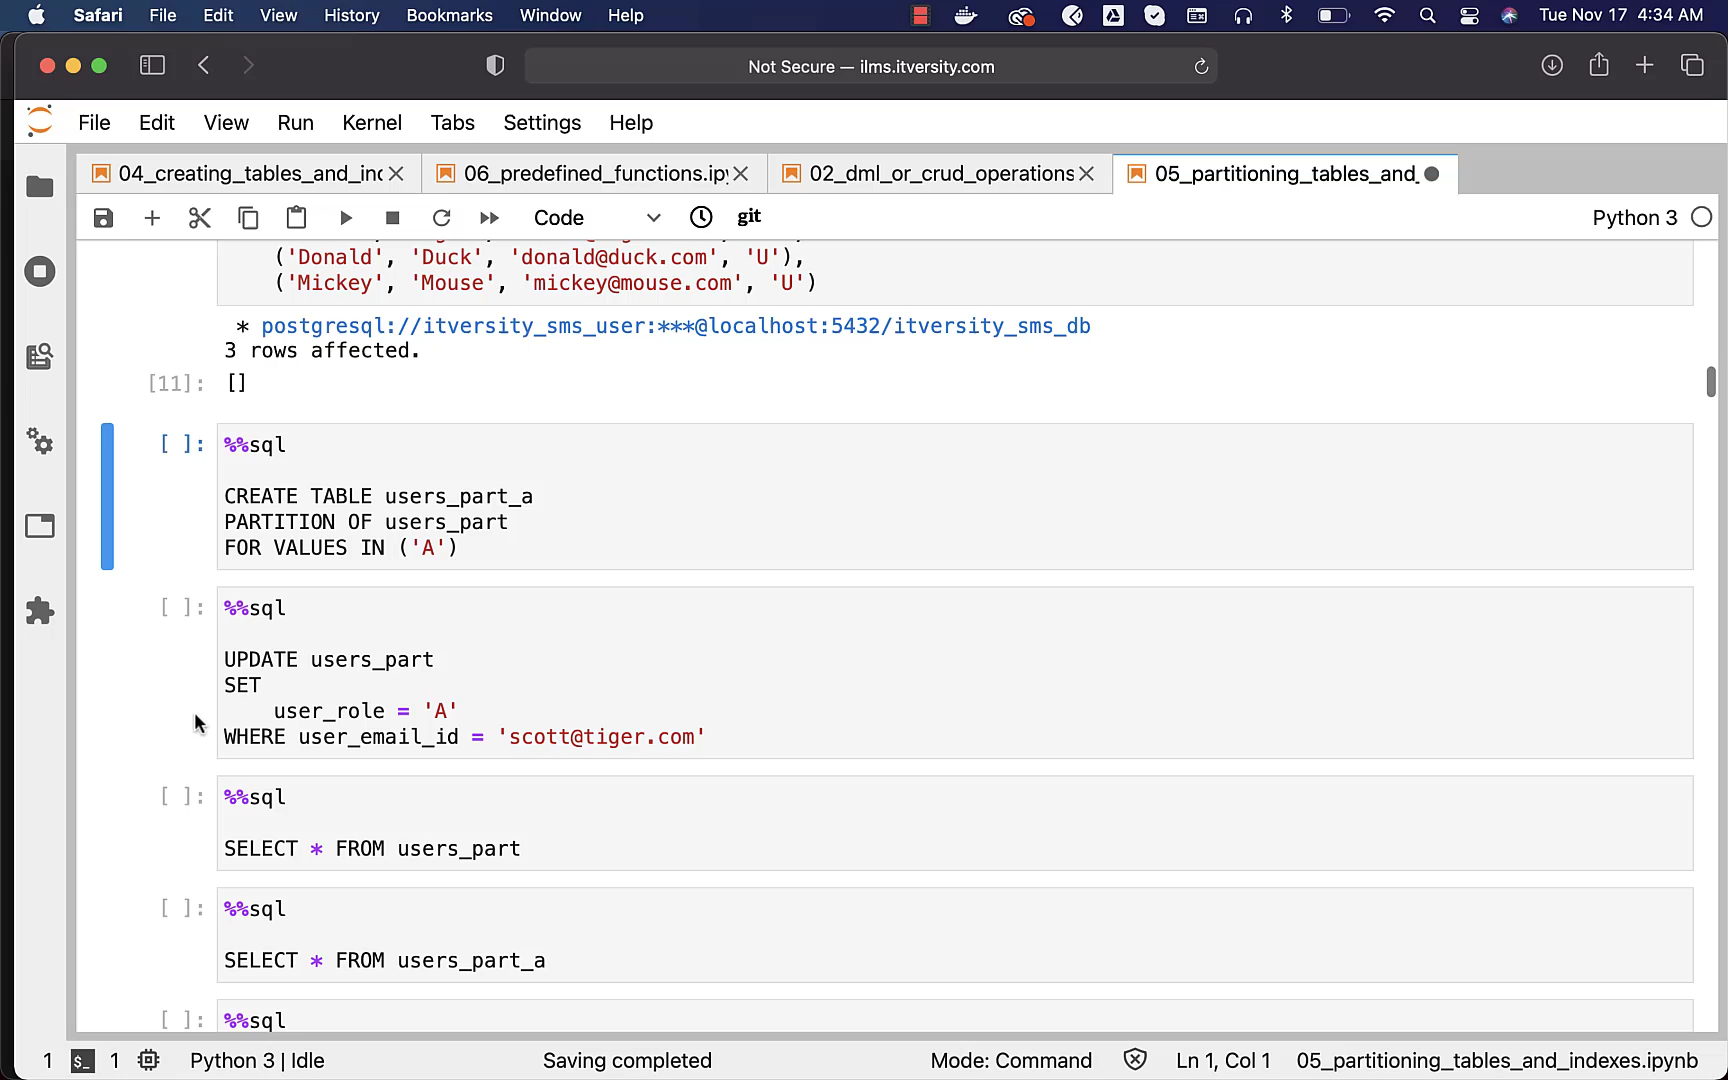 Safari File Edit View History Bookmarks Window Help Tue Nov 17 4:34 AM
Not Secure — ilms.itversity.com
File Edit View Run Kernel Tabs Settings Help
04_creating_tables_and_inc 06_predefined_functions.ipy 02_dml_or_crud_operations 05_partitioning_tables_and_
Code git Python 3
('Donald', 'Duck', 'donald@duck.com', 'U'),
('Mickey', 'Mouse', 'mickey@mouse.com', 'U')
* postgresql://itversity_sms_user:***@localhost:5432/itversity_sms_db
3 rows affected.
[11]: []
[ ]: %%sql
CREATE TABLE users_part_a
PARTITION OF users_part
FOR VALUES IN ('A')
[ ]: %%sql
UPDATE users_part
SET
user_role = 'A'
WHERE user_email_id = 'scott@tiger.com'
[ ]: %%sql
SELECT * FROM users_part
[ ]: %%sql
SELECT * FROM users_part_a
[ ]: %%sql
1 $_ 1 Python 3 | Idle Saving completed Mode: Command Ln 1, Col 1 05_partitioning_tables_and_indexes.ipynb